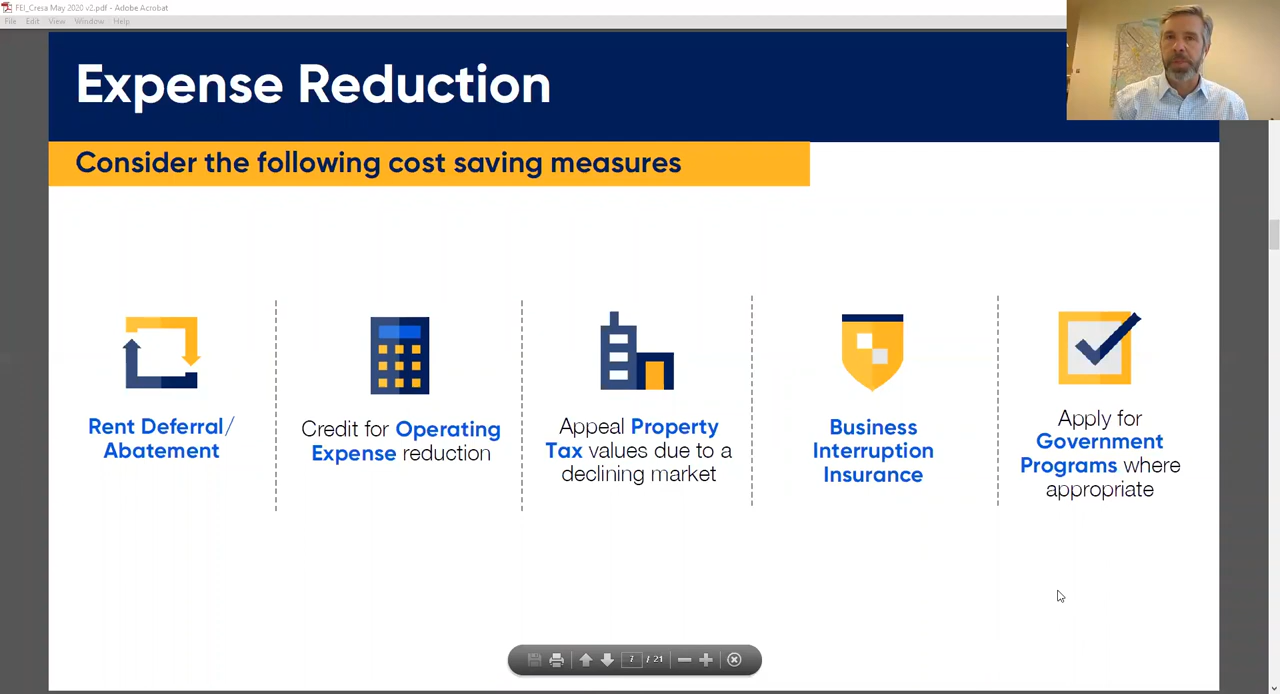 FEI_Cresa May 2020 v2.pdf - Adobe Acrobat
File Edit View Window Help
Expense Reduction
Consider the following cost saving measures
Rent Deferral/
Abatement
Credit for Operating
Expense reduction
Appeal Property
Tax values due to a
declining market
Business
Interruption
Insurance
Apply for
Government
Programs where
appropriate
7 / 21